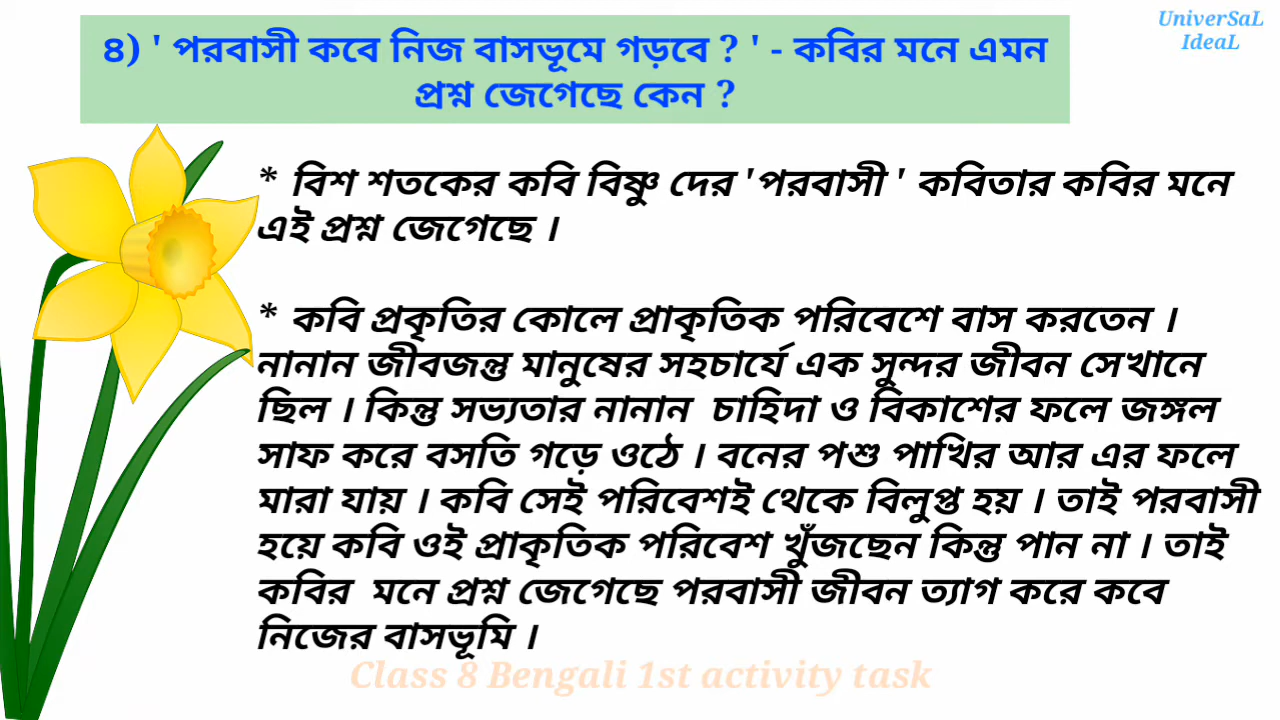 UniverSaL
IdeaL
৪) ' পরবাসী কবে নিজ বাসভূমে গড়বে ? ' - কবির মনে এমন
প্রশ্ন জেগেছে কেন ?
* বিশ শতকের কবি বিষ্ণু দের 'পরবাসী ' কবিতার কবির মনে
এই প্রশ্ন জেগেছে ।
* কবি প্রকৃতির কোলে প্রাকৃতিক পরিবেশে বাস করতেন ।
নানান জীবজন্তু মানুষের সহচার্যে এক সুন্দর জীবন সেখানে
ছিল । কিন্তু সভ্যতার নানান চাহিদা ও বিকাশের ফলে জঙ্গল
সাফ করে বসতি গড়ে ওঠে । বনের পশু পাখির আর এর ফলে
মারা যায় । কবি সেই পরিবেশই থেকে বিলুপ্ত হয় । তাই পরবাসী
হয়ে কবি ওই প্রাকৃতিক পরিবেশ খুঁজছেন কিন্তু পান না । তাই
কবির মনে প্রশ্ন জেগেছে পরবাসী জীবন ত্যাগ করে কবে
নিজের বাসভূমি ।
Class 8 Bengali 1st activity task